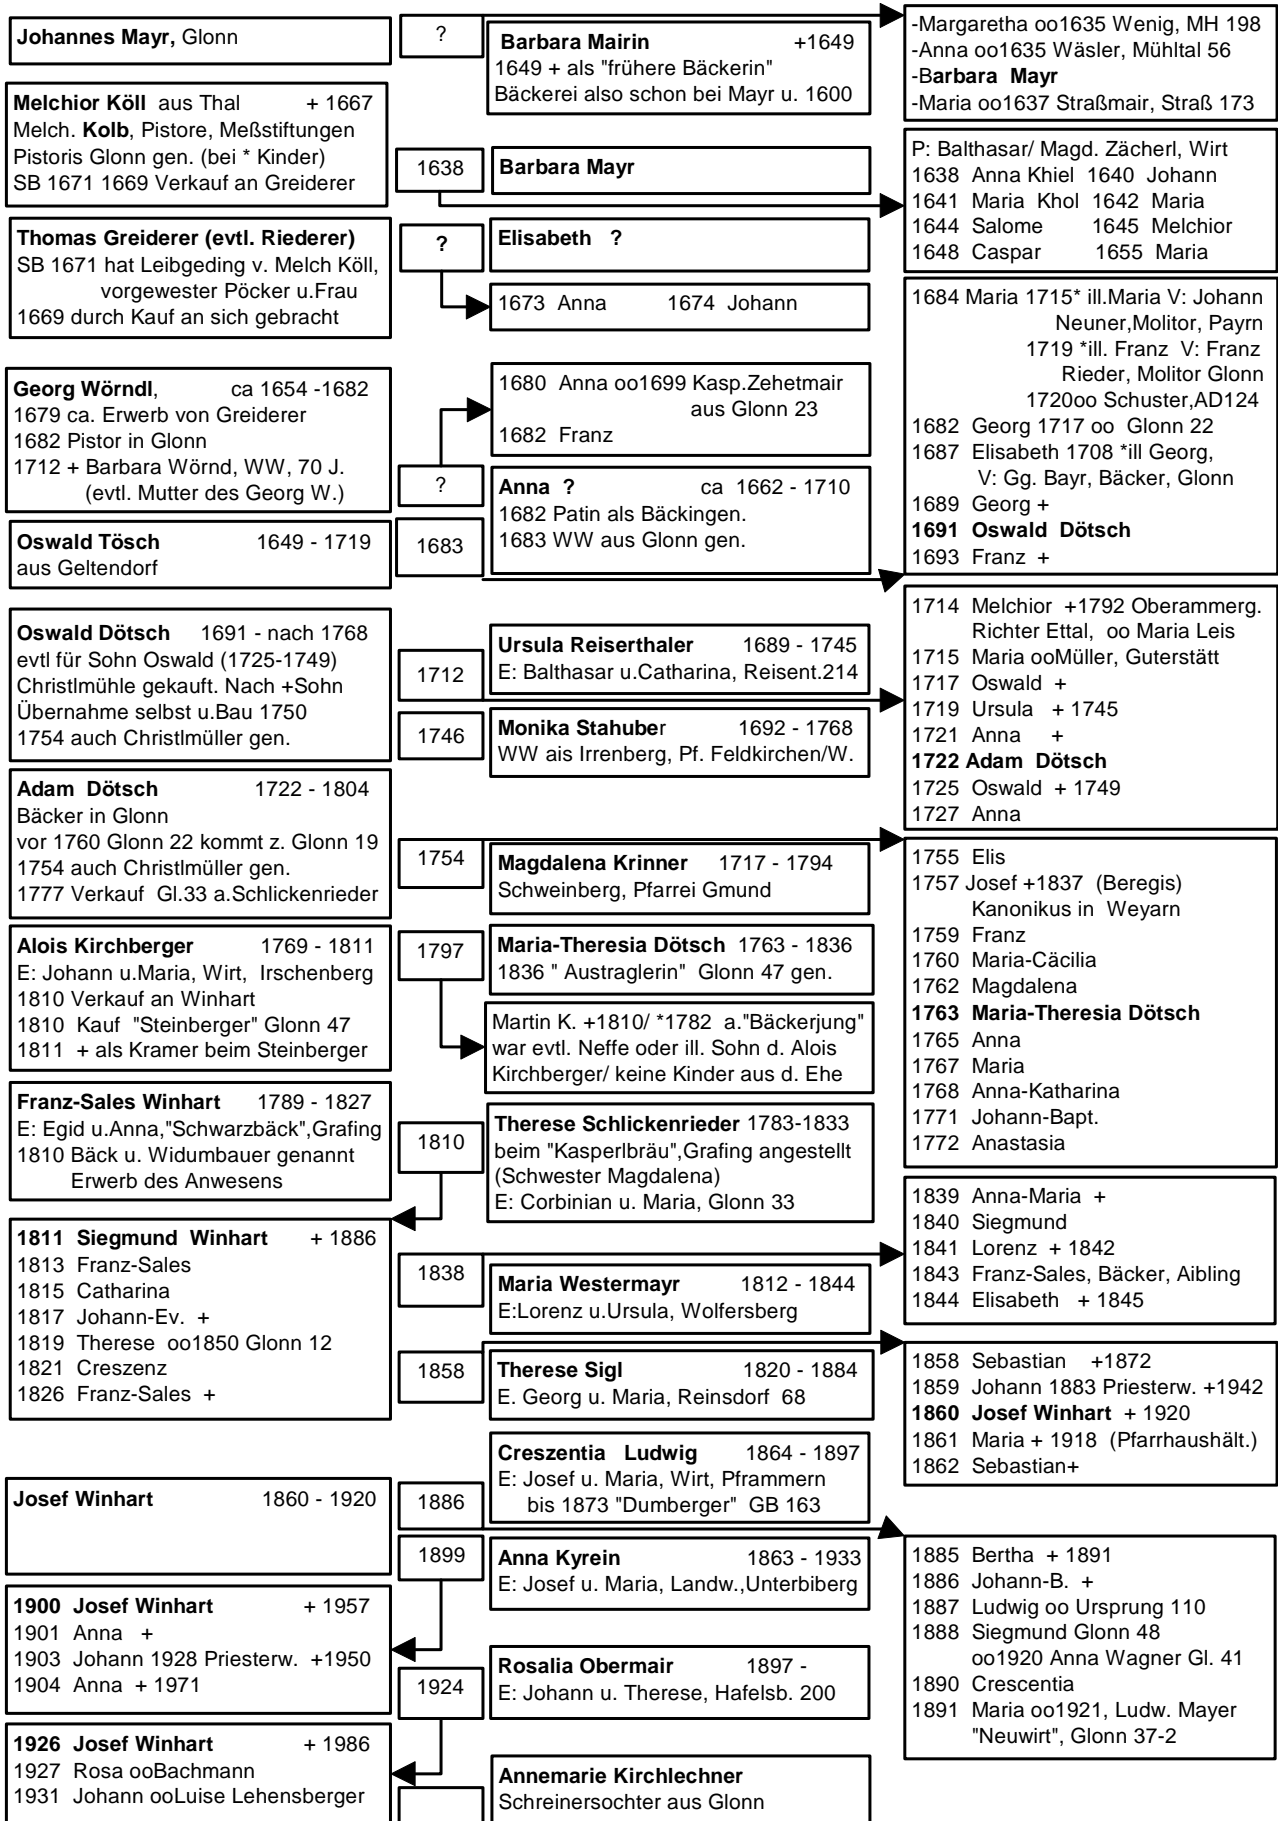 Johannes Mayr, Glonn
?
Barbara Mairin +1649
1649 + als "frühere Bäckerin"
Bäckerei also schon bei Mayr u. 1600
-Margaretha oo1635 Wenig, MH 198
-Anna oo1635 Wäsler, Mühltal 56
-Barbara Mayr
-Maria oo1637 Straßmair, Straß 173
Melchior Köll aus Thal + 1667
Melch. Kolb, Pistore, Meßstiftungen
Pistoris Glonn gen. (bei * Kinder)
SB 1671 1669 Verkauf an Greiderer
1638
Barbara Mayr
P: Balthasar/ Magd. Zächerl, Wirt
1638 Anna Khiel 1640 Johann
1641 Maria Khol 1642 Maria
1644 Salome 1645 Melchior
1648 Caspar 1655 Maria
Thomas Greiderer (evtl. Riederer)
SB 1671 hat Leibgeding v. Melch Köll,
vorgewester Pöcker u.Frau
1669 durch Kauf an sich gebracht
?
Elisabeth ?
1673 Anna 1674 Johann
1684 Maria 1715* ill.Maria V: Johann
Neuner,Molitor, Payrn
1719 *ill. Franz V: Franz
Rieder, Molitor Glonn
1720oo Schuster,AD124
1682 Georg 1717 oo Glonn 22
1687 Elisabeth 1708 *ill Georg,
V: Gg. Bayr, Bäcker, Glonn
1689 Georg +
1691 Oswald Dötsch
1693 Franz +
Georg Wörndl, ca 1654 -1682
1679 ca. Erwerb von Greiderer
1682 Pistor in Glonn
1712 + Barbara Wörnd, WW, 70 J.
(evtl. Mutter des Georg W.)
?
1680 Anna oo1699 Kasp.Zehetmair
aus Glonn 23
1682 Franz
Anna ? ca 1662 - 1710
1682 Patin als Bäckingen.
1683 WW aus Glonn gen.
Oswald Tösch 1649 - 1719
aus Geltendorf
1683
Oswald Dötsch 1691 - nach 1768
evtl für Sohn Oswald (1725-1749)
Christlmühle gekauft. Nach +Sohn
Übernahme selbst u.Bau 1750
1754 auch Christlmüller gen.
1712
Ursula Reiserthaler 1689 - 1745
E: Balthasar u.Catharina, Reisent.214
1746
Monika Stahuber 1692 - 1768
WW ais Irrenberg, Pf. Feldkirchen/W.
1714 Melchior +1792 Oberammerg.
Richter Ettal, oo Maria Leis
1715 Maria ooMüller, Guterstätt
1717 Oswald +
1719 Ursula + 1745
1721 Anna +
1722 Adam Dötsch
1725 Oswald + 1749
1727 Anna
Adam Dötsch 1722 - 1804
Bäcker in Glonn
vor 1760 Glonn 22 kommt z. Glonn 19
1754 auch Christlmüller gen.
1777 Verkauf Gl.33 a.Schlickenrieder
1754
Magdalena Krinner 1717 - 1794
Schweinberg, Pfarrei Gmund
1755 Elis
1757 Josef +1837 (Beregis)
Kanonikus in Weyarn
1759 Franz
1760 Maria-Cäcilia
1762 Magdalena
1763 Maria-Theresia Dötsch
1765 Anna
1767 Maria
1768 Anna-Katharina
1771 Johann-Bapt.
1772 Anastasia
Alois Kirchberger 1769 - 1811
E: Johann u.Maria, Wirt, Irschenberg
1810 Verkauf an Winhart
1810 Kauf "Steinberger" Glonn 47
1811 + als Kramer beim Steinberger
1797
Maria-Theresia Dötsch 1763 - 1836
1836 " Austraglerin" Glonn 47 gen.
Martin K. +1810/ *1782 a."Bäckerjung"
war evtl. Neffe oder ill. Sohn d. Alois
Kirchberger/ keine Kinder aus d. Ehe
Franz-Sales Winhart 1789 - 1827
E: Egid u.Anna,"Schwarzbäck",Grafing
1810 Bäck u. Widumbauer genannt
Erwerb des Anwesens
1810
Therese Schlickenrieder 1783-1833
beim "Kasperlbräu",Grafing angestellt
(Schwester Magdalena)
E: Corbinian u. Maria, Glonn 33
1811 Siegmund Winhart + 1886
1813 Franz-Sales
1815 Catharina
1817 Johann-Ev. +
1819 Therese oo1850 Glonn 12
1821 Creszenz
1826 Franz-Sales +
1838
Maria Westermayr 1812 - 1844
E:Lorenz u.Ursula, Wolfersberg
1839 Anna-Maria +
1840 Siegmund
1841 Lorenz + 1842
1843 Franz-Sales, Bäcker, Aibling
1844 Elisabeth + 1845
1858
Therese Sigl 1820 - 1884
E. Georg u. Maria, Reinsdorf 68
1858 Sebastian +1872
1859 Johann 1883 Priesterw. +1942
1860 Josef Winhart + 1920
1861 Maria + 1918 (Pfarrhaushält.)
1862 Sebastian+
Josef Winhart 1860 - 1920
1886
Creszentia Ludwig 1864 - 1897
E: Josef u. Maria, Wirt, Pframmern
bis 1873 "Dumberger" GB 163
1899
Anna Kyrein 1863 - 1933
E: Josef u. Maria, Landw.,Unterbiberg
1885 Bertha + 1891
1886 Johann-B. +
1887 Ludwig oo Ursprung 110
1888 Siegmund Glonn 48
oo1920 Anna Wagner Gl. 41
1890 Crescentia
1891 Maria oo1921, Ludw. Mayer
"Neuwirt", Glonn 37-2
1900 Josef Winhart + 1957
1901 Anna +
1903 Johann 1928 Priesterw. +1950
1904 Anna + 1971
1924
Rosalia Obermair 1897 -
E: Johann u. Therese, Hafelsb. 200
1926 Josef Winhart + 1986
1927 Rosa ooBachmann
1931 Johann ooLuise Lehensberger
Annemarie Kirchlechner
Schreinersochter aus Glonn